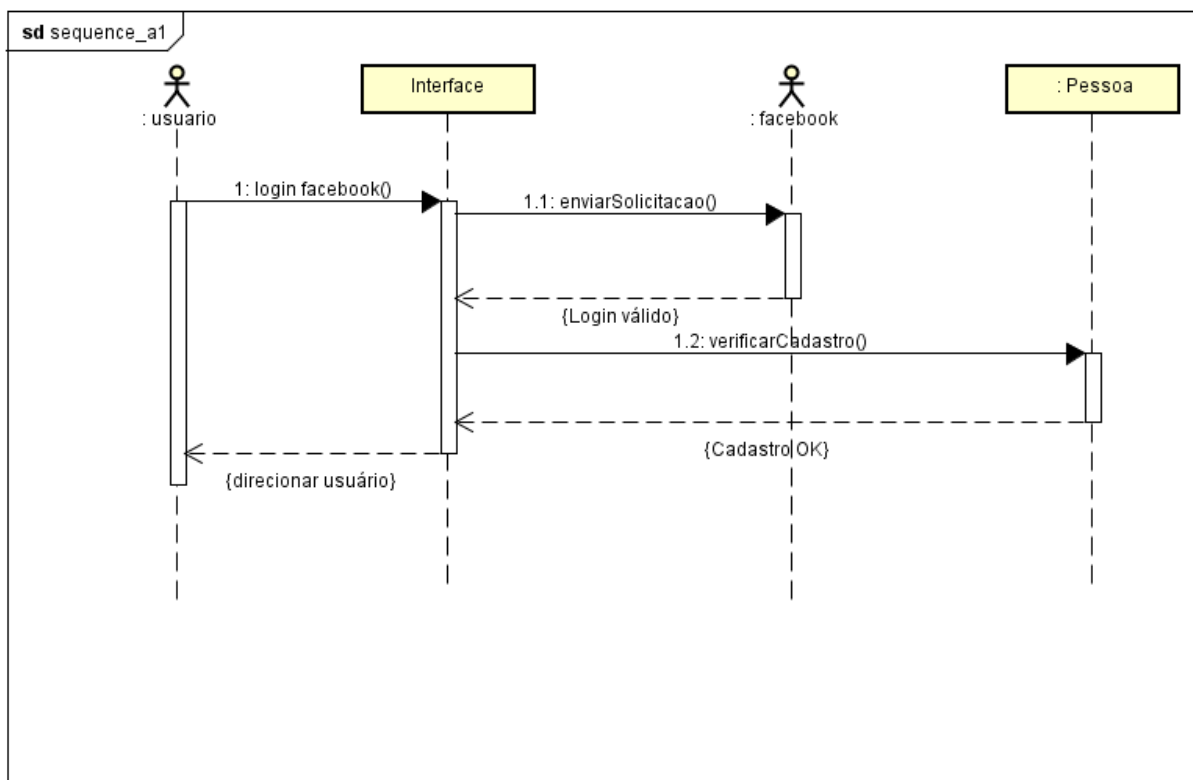 sd sequence_a1
: usuario
Interface
: facebook
: Pessoa
1: login facebook()
1.1: enviarSolicitacao()
{Login válido}
1.2: verificarCadastro()
{Cadastro OK}
{direcionar usuário}